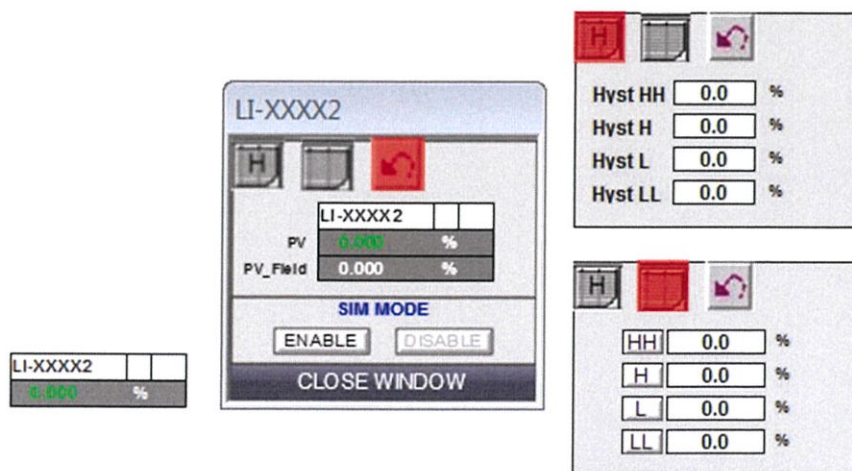 LI-XXXX2
0.000 %
LI-XXXX2
H
LI-XXXX2
PV 0.000 %
PV_Field 0.000 %
SIM MODE
ENABLE DISABLE
CLOSE WINDOW
H
Hyst HH 0.0 %
Hyst H 0.0 %
Hyst L 0.0 %
Hyst LL 0.0 %
H
HH 0.0 %
H 0.0 %
L 0.0 %
LL 0.0 %